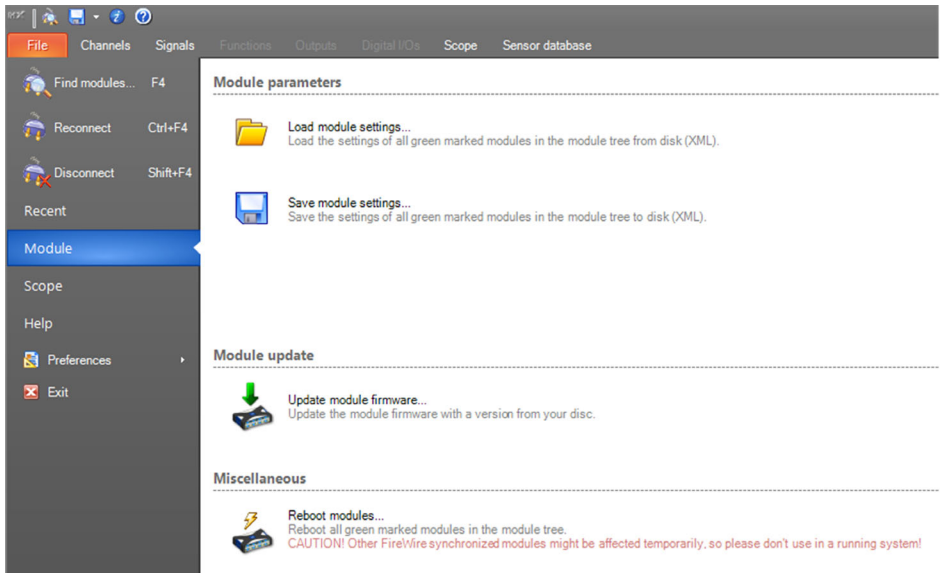 File Channels Signals Functions Outputs Digital I/Os Scope Sensor database
Find modules... F4
Reconnect Ctrl+F4
Disconnect Shift+F4
Recent
Module
Scope
Help
Preferences
Exit
Module parameters
Load module settings...
Load the settings of all green marked modules in the module tree from disk (XML).
Save module settings...
Save the settings of all green marked modules in the module tree to disk (XML).
Module update
Update module firmware...
Update the module firmware with a version from your disc.
Miscellaneous
Reboot modules...
Reboot all green marked modules in the module tree.
CAUTION! Other FireWire synchronized modules might be affected temporarily, so please don't use in a running system!